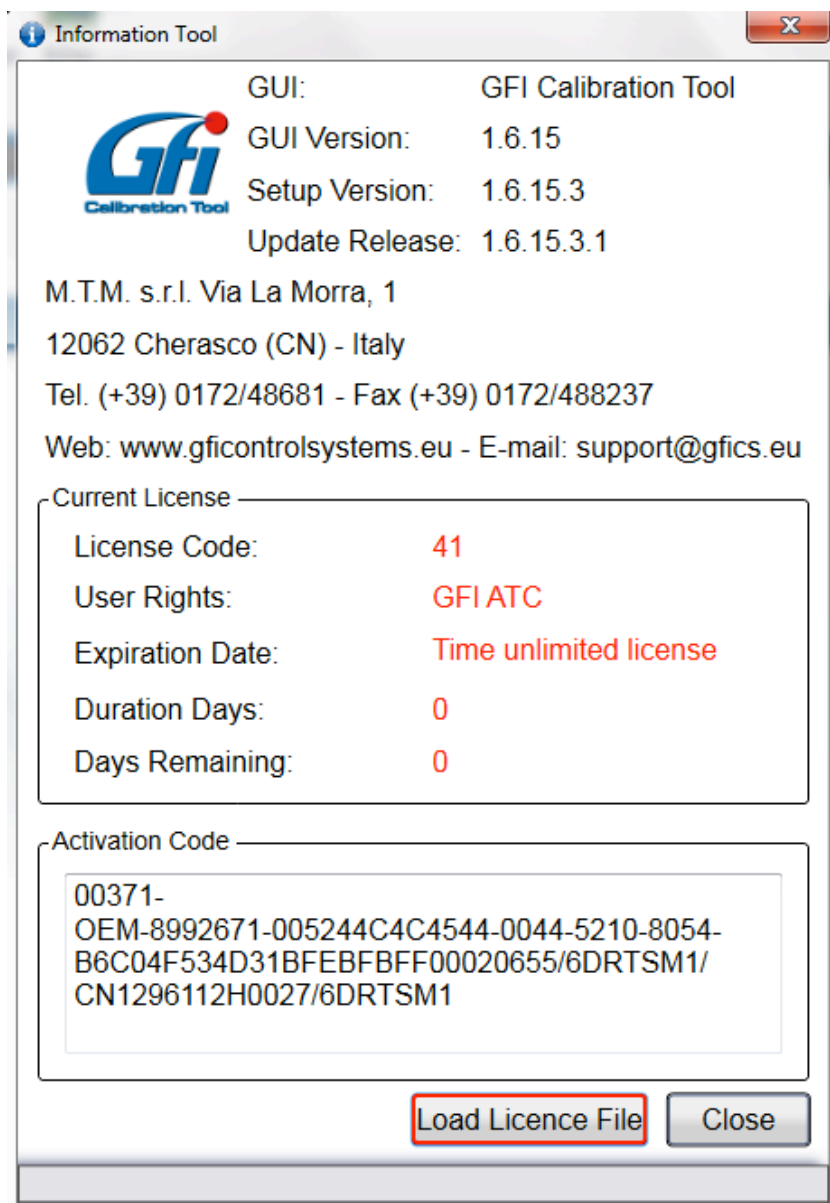 Information Tool
x
Gfi
Calibration Tool
GUI: GFI Calibration Tool
GUI Version: 1.6.15
Setup Version: 1.6.15.3
Update Release: 1.6.15.3.1
M.T.M. s.r.l. Via La Morra, 1
12062 Cherasco (CN) - Italy
Tel. (+39) 0172/48681 - Fax (+39) 0172/488237
Web: www.gficontrolsystems.eu - E-mail: support@gfics.eu
Current License
License Code: 41
User Rights: GFI ATC
Expiration Date: Time unlimited license
Duration Days: 0
Days Remaining: 0
Activation Code
00371-
OEM-8992671-005244C4C4544-0044-5210-8054-
B6C04F534D31BFEBFBFF00020655/6DRTSM1/
CN1296112H0027/6DRTSM1
Load Licence File Close